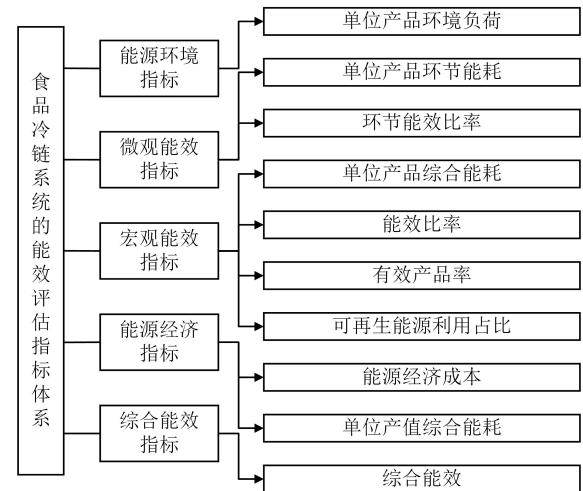 食品冷链系统的能效评估指标体系
能源环境
指标
微观能效
指标
宏观能效
指标
能源经济
指标
综合能效
指标
单位产品环境负荷
单位产品环节能耗
环节能效比率
单位产品综合能耗
能效比率
有效产品率
可再生能源利用占比
能源经济成本
单位产值综合能耗
综合能效